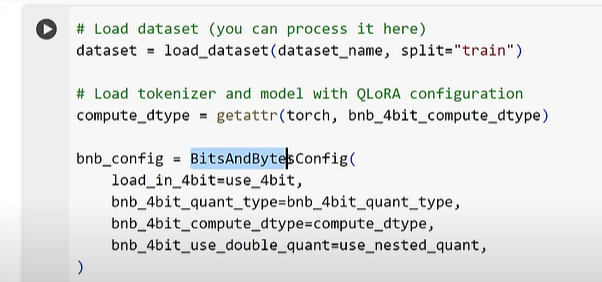 # Load dataset (you can process it here)
dataset = load_dataset(dataset_name, split="train")
# Load tokenizer and model with QLoRA configuration
compute_dtype = getattr(torch, bnb_4bit_compute_dtype)
bnb_config = BitsAndBytesConfig(
load_in_4bit=use_4bit,
bnb_4bit_quant_type=bnb_4bit_quant_type,
bnb_4bit_compute_dtype=compute_dtype,
bnb_4bit_use_double_quant=use_nested_quant,
)